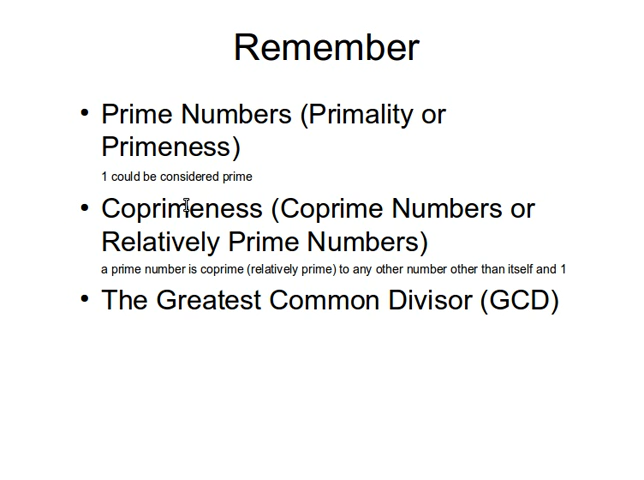 Remember
• Prime Numbers (Primality or
Primeness)
1 could be considered prime
• Coprimeness (Coprime Numbers or
Relatively Prime Numbers)
a prime number is coprime (relatively prime) to any other number other than itself and 1
• The Greatest Common Divisor (GCD)